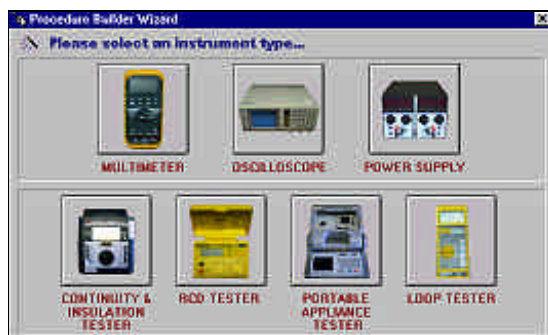 Procedure Builder Wizard
Please select an instrument type...
MULTIMETER
OSCILLOSCOPE
POWER SUPPLY
CONTINUITY &
INSULATION
TESTER
RCD TESTER
PORTABLE
APPLIANCE
TESTER
LOOP TESTER